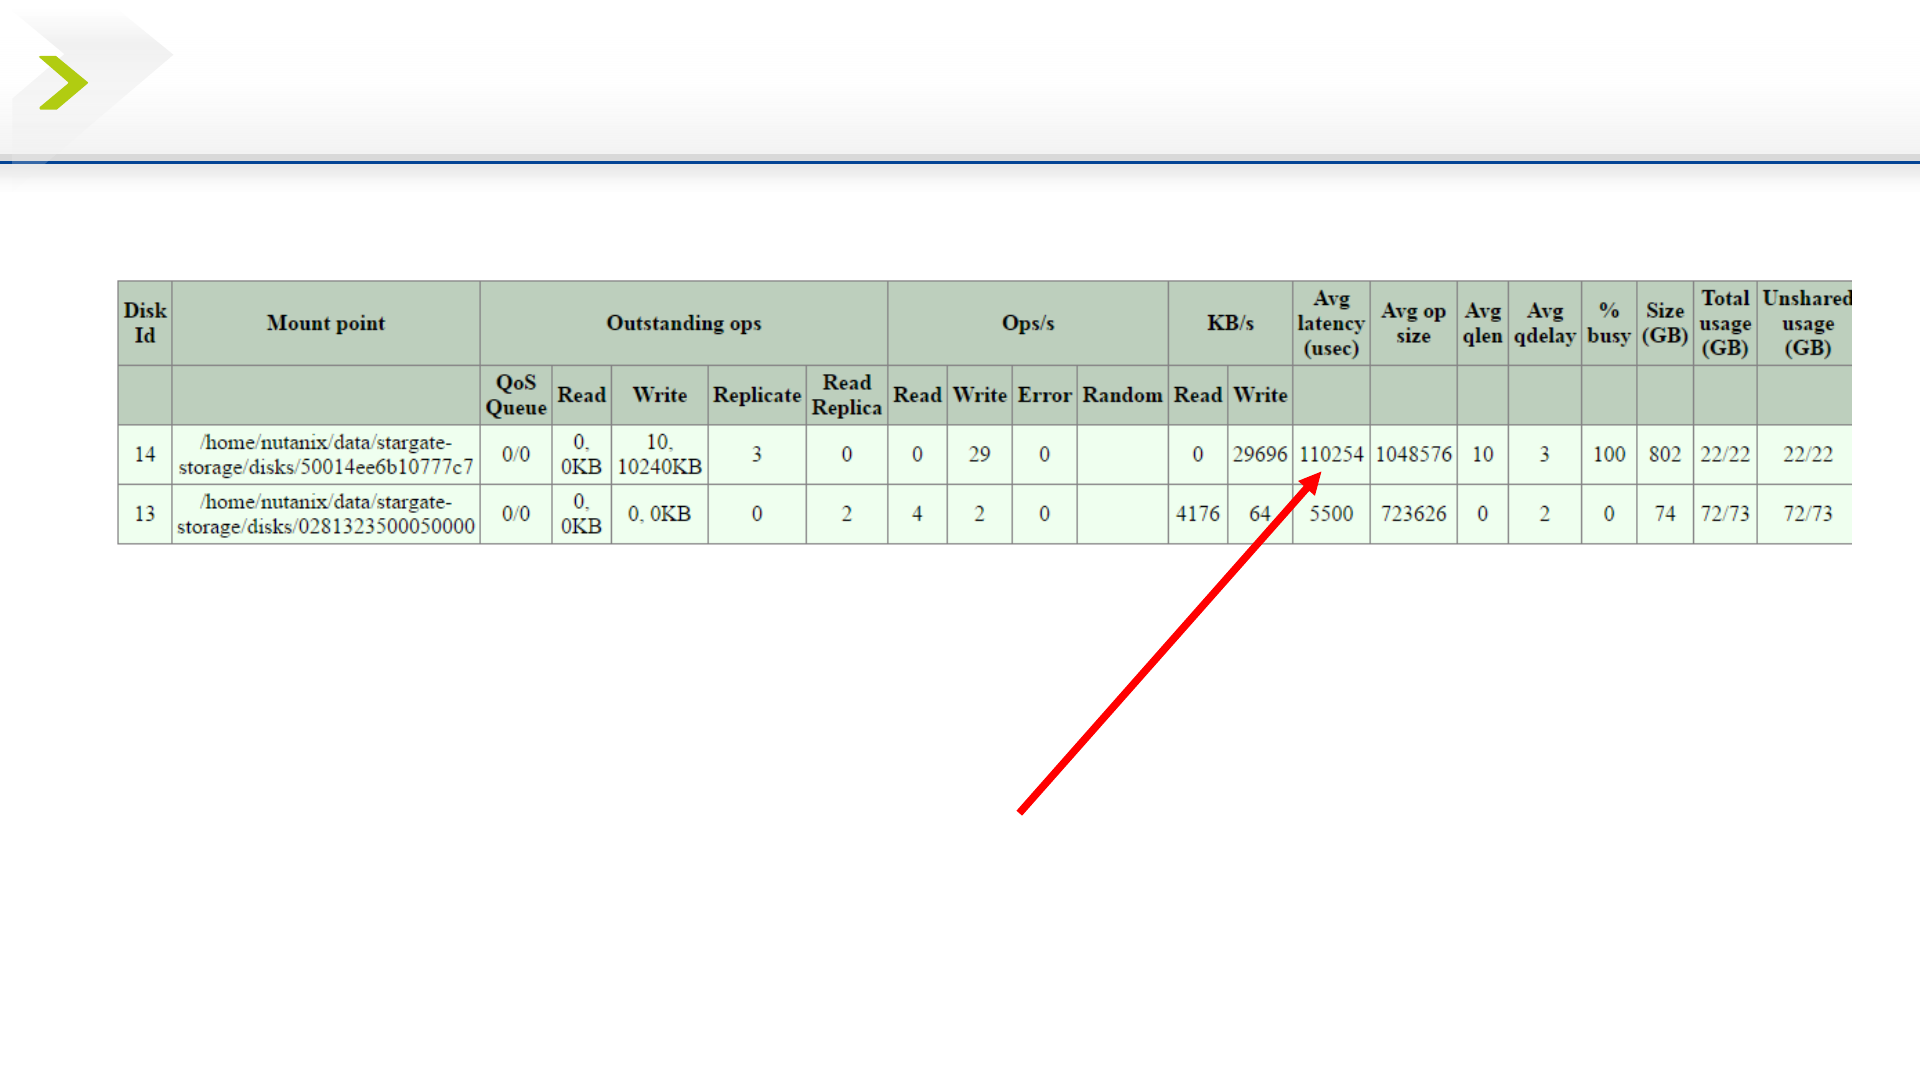 Disk Id Mount point Outstanding ops Ops/s KB/s Avg latency (usec) Avg op size Avg qlen Avg qdelay % busy Size (GB) Total usage (GB) Unshared usage (GB)
QoS Queue Read Write Replicate Read Replica Read Write Error Random Read Write
14 /home/nutanix/data/stargate-storage/disks/50014ee6b10777c7 0/0 0, 0KB 10, 10240KB 3 0 0 29 0 0 29696 110254 1048576 10 3 100 802 22/22 22/22
13 /home/nutanix/data/stargate-storage/disks/0281323500050000 0/0 0, 0KB 0, 0KB 0 2 4 2 0 4176 64 5500 723626 0 2 0 74 72/73 72/73